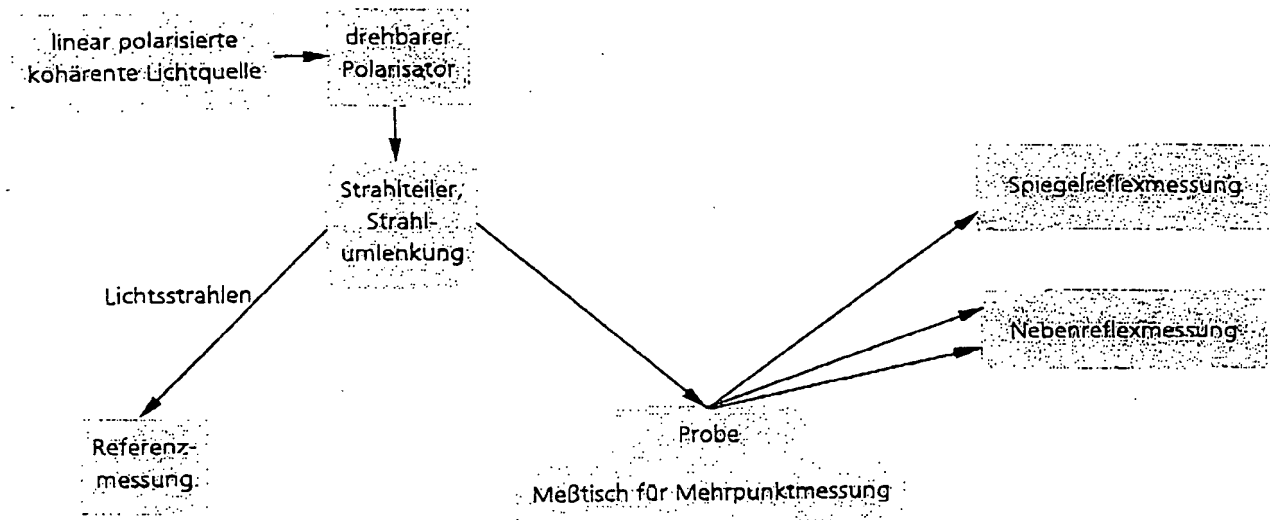 linear polarisierte
kohärente Lichtquelle
drehbarer
Polarisator
Strahlteiler,
Strahl-
umlenkung
Spiegelreflexmessung
Lichtsstrahlen
Nebenreflexmessung
Referenz-
messung
Probe
Meßtisch für Mehrpunktmessung